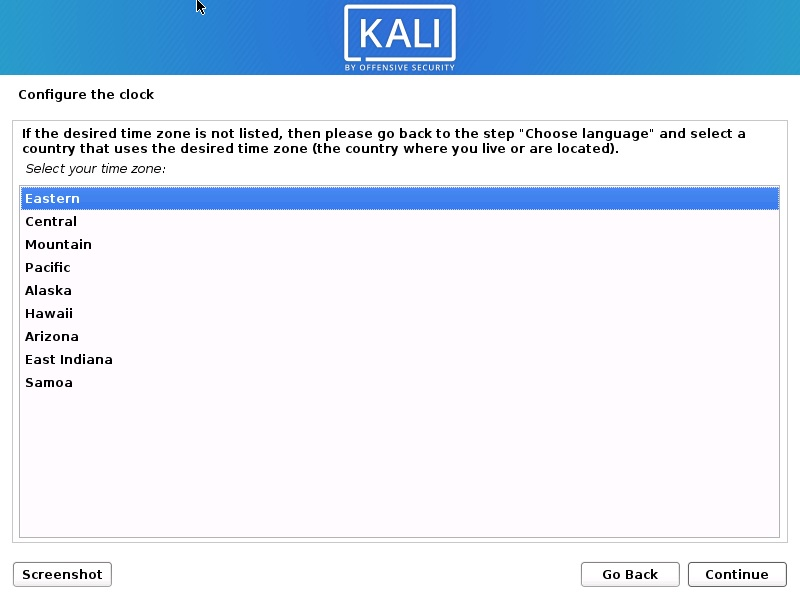 KALI
BY OFFENSIVE SECURITY
Configure the clock
If the desired time zone is not listed, then please go back to the step "Choose language" and select a
country that uses the desired time zone (the country where you live or are located).
Select your time zone:
Eastern
Central
Mountain
Pacific
Alaska
Hawaii
Arizona
East Indiana
Samoa
Screenshot
Go Back
Continue